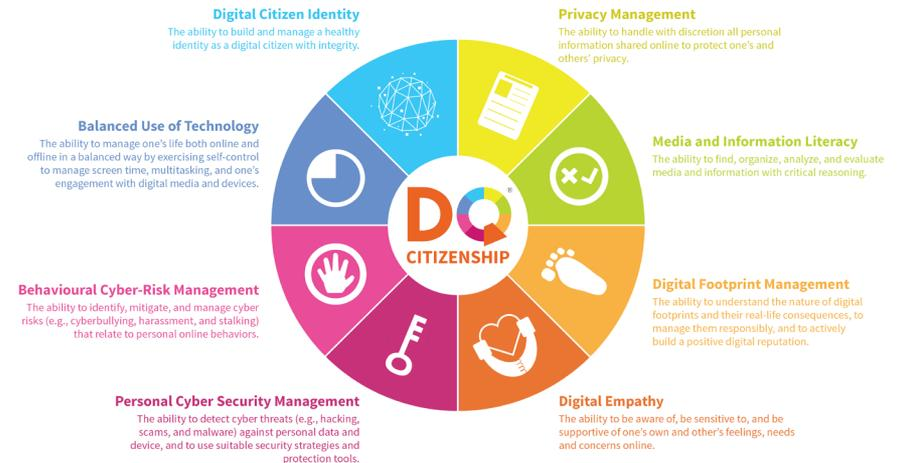 Digital Citizen Identity
The ability to build and manage a healthy
identity as a digital citizen with integrity.
Privacy Management
The ability to handle with discretion all personal
information shared online to protect one's and
others' privacy.
Balanced Use of Technology
The ability to manage one's life both online and
offline in a balanced way by exercising self-control
to manage screen time, multitasking, and one's
engagement with digital media and devices.
Media and Information Literacy
The ability to find, organize, analyze, and evaluate
media and information with critical reasoning.
DQ®
CITIZENSHIP
Behavioural Cyber-Risk Management
The ability to identify, mitigate, and manage cyber
risks (e.g., cyberbullying, harassment, and stalking)
that relate to personal online behaviors.
Digital Footprint Management
The ability to understand the nature of digital
footprints and their real-life consequences, to
manage them responsibly, and to actively
build a positive digital reputation.
Personal Cyber Security Management
The ability to detect cyber threats (e.g., hacking,
scams, and malware) against personal data and
device, and to use suitable security strategies and
protection tools.
Digital Empathy
The ability to be aware of, be sensitive to, and be
supportive of one's own and other's feelings, needs
and concerns online.